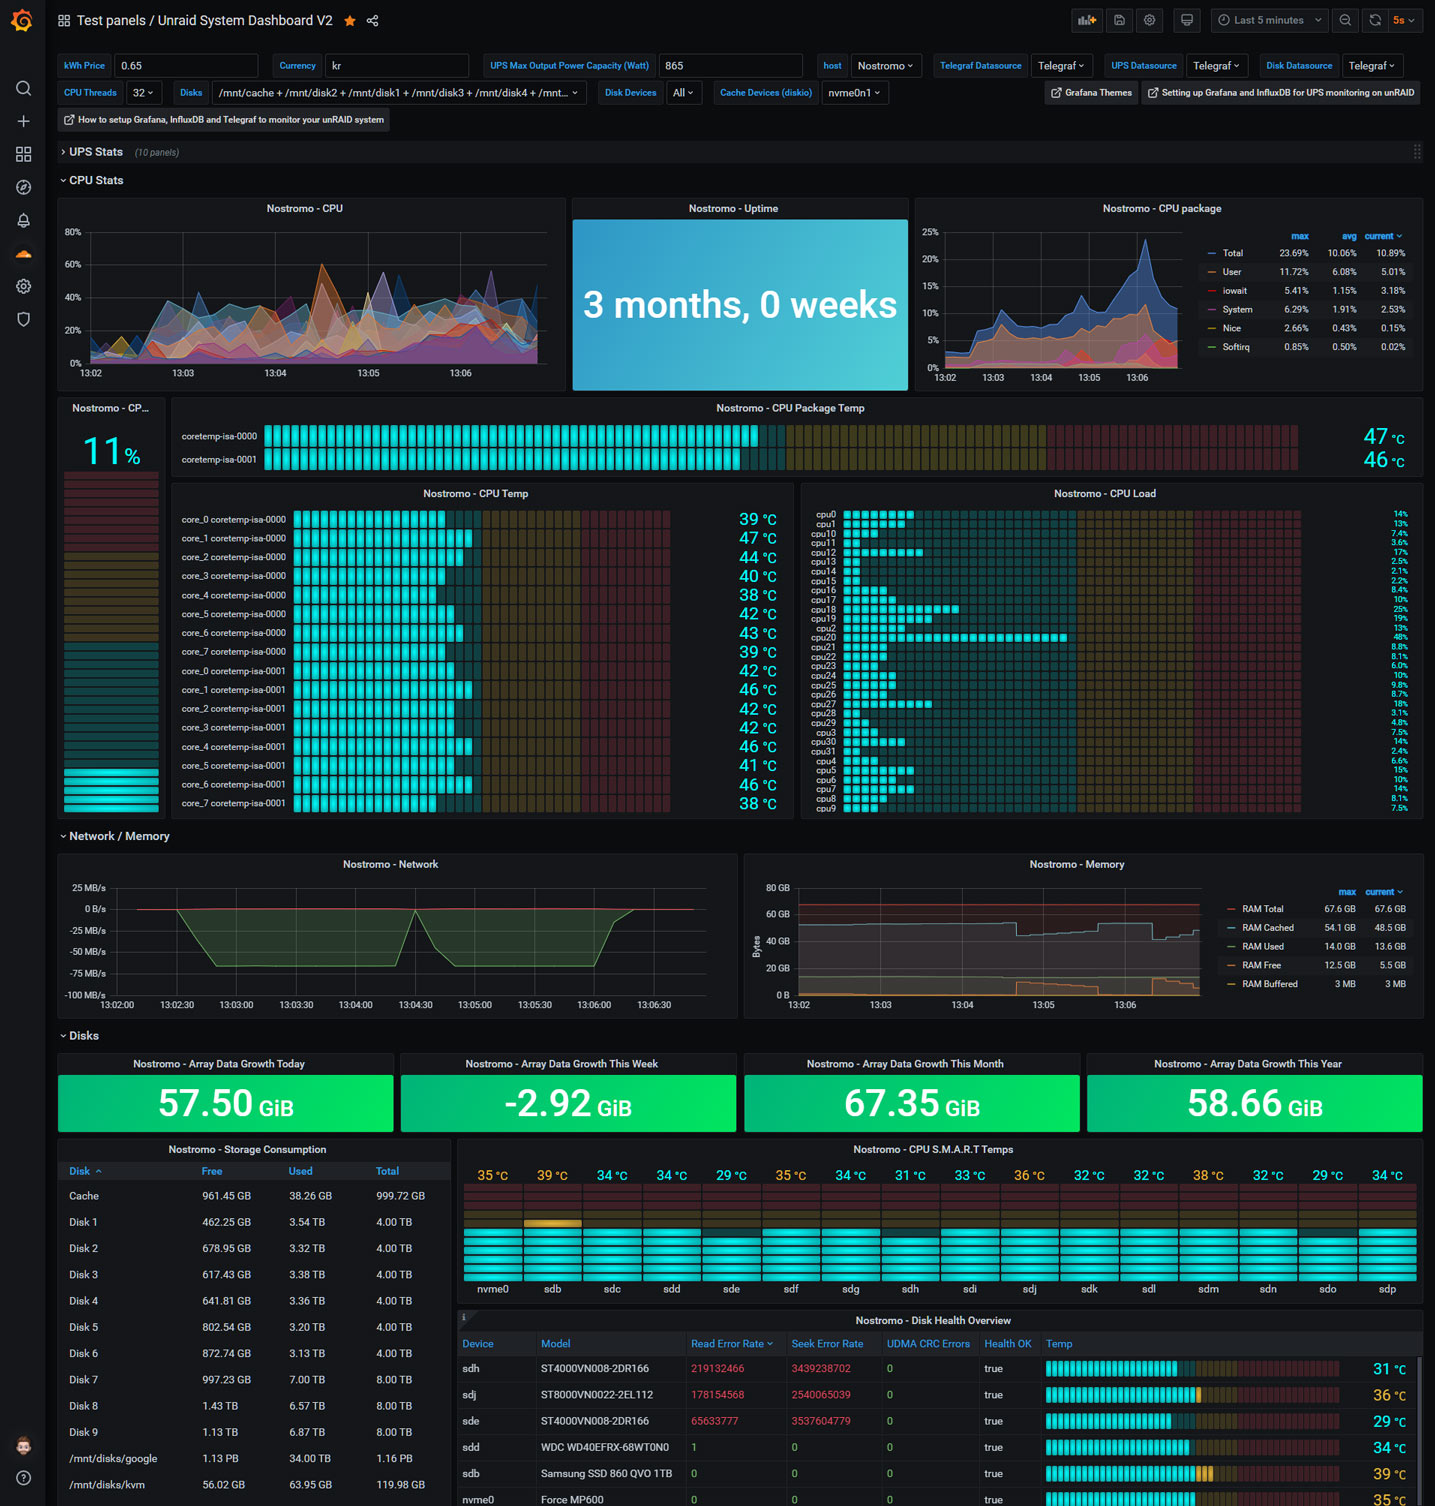 Test panels / Unraid System Dashboard V2
Last 5 minutes
5s
kWh Price 0.65 Currency kr UPS Max Output Power Capacity (Watt) 865 host Nostromo Telegraf Datasource Telegraf UPS Datasource Telegraf Disk Datasource Telegraf
CPU Threads 32 Disks /mnt/cache + /mnt/disk2 + /mnt/disk1 + /mnt/disk3 + /mnt/disk4 + /mnt... Disk Devices All Cache Devices (diskio) nvme0n1 Grafana Themes Setting up Grafana and InfluxDB for UPS monitoring on unRAID
How to setup Grafana, InfluxDB and Telegraf to monitor your unRAID system
UPS Stats (10 panels)
CPU Stats
Nostromo - CPU
80%
60%
40%
20%
0%
13:02 13:03 13:04 13:05 13:06
Nostromo - Uptime
3 months, 0 weeks
Nostromo - CPU package
25%
20%
15%
10%
5%
0%
13:02 13:03 13:04 13:05 13:06
max avg current
Total 23.69% 10.06% 10.89%
User 11.72% 6.08% 5.01%
iowait 5.41% 1.15% 3.18%
System 6.29% 1.91% 2.53%
Nice 2.66% 0.43% 0.15%
Softirq 0.85% 0.50% 0.02%
Nostromo - CP...
11%
Nostromo - CPU Package Temp
coretemp-isa-0000 47 °C
coretemp-isa-0001 46 °C
Nostromo - CPU Temp
core_0 coretemp-isa-0000 39 °C
core_1 coretemp-isa-0000 47 °C
core_2 coretemp-isa-0000 44 °C
core_3 coretemp-isa-0000 40 °C
core_4 coretemp-isa-0000 38 °C
core_5 coretemp-isa-0000 42 °C
core_6 coretemp-isa-0000 43 °C
core_7 coretemp-isa-0000 39 °C
core_0 coretemp-isa-0001 42 °C
core_1 coretemp-isa-0001 46 °C
core_2 coretemp-isa-0001 42 °C
core_3 coretemp-isa-0001 42 °C
core_4 coretemp-isa-0001 46 °C
core_5 coretemp-isa-0001 41 °C
core_6 coretemp-isa-0001 46 °C
core_7 coretemp-isa-0001 38 °C
Nostromo - CPU Load
cpu0 14%
cpu1 13%
cpu10 7.4%
cpu11 3.6%
cpu12 17%
cpu13 2.5%
cpu14 2.1%
cpu15 2.2%
cpu16 8.4%
cpu17 10%
cpu18 25%
cpu19 19%
cpu2 13%
cpu20 48%
cpu21 8.8%
cpu22 8.1%
cpu23 6.0%
cpu24 10%
cpu25 9.8%
cpu26 8.7%
cpu27 18%
cpu28 3.1%
cpu29 4.8%
cpu3 7.5%
cpu30 14%
cpu31 2.4%
cpu4 6.6%
cpu5 15%
cpu6 10%
cpu7 14%
cpu8 8.1%
cpu9 7.5%
Network / Memory
Nostromo - Network
25 MB/s
0 B/s
-25 MB/s
-50 MB/s
-75 MB/s
-100 MB/s
13:02:00 13:02:30 13:03:00 13:03:30 13:04:00 13:04:30 13:05:00 13:05:30 13:06:00 13:06:30
Nostromo - Memory
Bytes
80 GB
60 GB
40 GB
20 GB
0 B
13:02 13:03 13:04 13:05 13:06
max current
RAM Total 67.6 GB 67.6 GB
RAM Cached 54.1 GB 48.5 GB
RAM Used 14.0 GB 13.6 GB
RAM Free 12.5 GB 5.5 GB
RAM Buffered 3 MB 3 MB
Disks
Nostromo - Array Data Growth Today
57.50 GiB
Nostromo - Array Data Growth This Week
-2.92 GiB
Nostromo - Array Data Growth This Month
67.35 GiB
Nostromo - Array Data Growth This Year
58.66 GiB
Nostromo - Storage Consumption
Disk Free Used Total
Cache 961.45 GB 38.26 GB 999.72 GB
Disk 1 462.25 GB 3.54 TB 4.00 TB
Disk 2 678.95 GB 3.32 TB 4.00 TB
Disk 3 617.43 GB 3.38 TB 4.00 TB
Disk 4 641.81 GB 3.36 TB 4.00 TB
Disk 5 802.54 GB 3.20 TB 4.00 TB
Disk 6 872.74 GB 3.13 TB 4.00 TB
Disk 7 997.23 GB 7.00 TB 8.00 TB
Disk 8 1.43 TB 6.57 TB 8.00 TB
Disk 9 1.13 TB 6.87 TB 8.00 TB
/mnt/disks/google 1.13 PB 34.00 TB 1.16 PB
/mnt/disks/kvm 56.02 GB 63.95 GB 119.98 GB
Nostromo - CPU S.M.A.R.T Temps
35 °C 39 °C 34 °C 34 °C 29 °C 35 °C 34 °C 31 °C 33 °C 36 °C 32 °C 32 °C 38 °C 32 °C 29 °C 34 °C
nvme0 sdb sdc sdd sde sdf sdg sdh sdi sdj sdk sdl sdm sdn sdo sdp
Nostromo - Disk Health Overview
Device Model Read Error Rate Seek Error Rate UDMA CRC Errors Health OK Temp
sdh ST4000VN008-2DR166 219132466 3439238702 0 true 31 °C
sdj ST8000VN0022-2EL112 178154568 2540065039 0 true 36 °C
sde ST4000VN008-2DR166 65633777 3537604779 0 true 29 °C
sdd WDC WD40EFRX-68WT0N0 1 0 0 true 34 °C
sdb Samsung SSD 860 QVO 1TB 0 0 0 true 39 °C
nvme0 Force MP600 0 0 0 true 35 °C